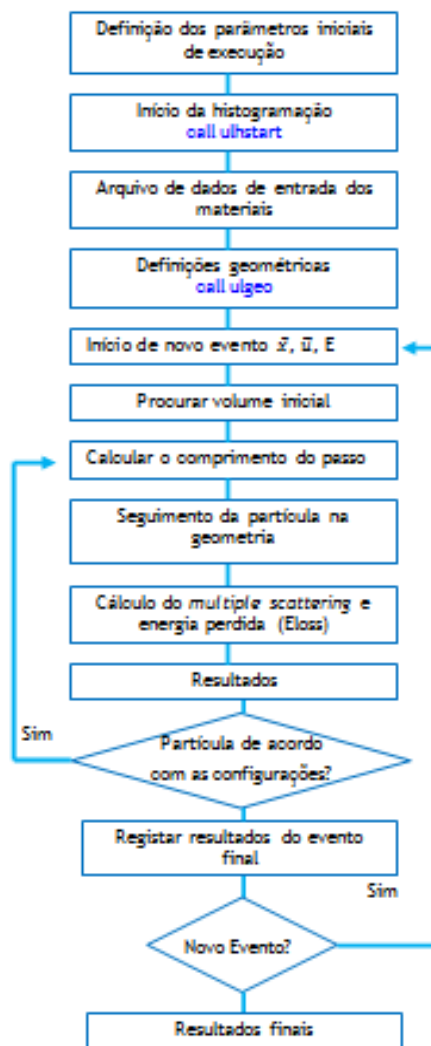 Definição dos parâmetros iniciais
de execução
Início da histogramação
call ulhstart
Arquivo de dados de entrada dos
materiais
Definições geométricas
call ulgeo
Início de novo evento x⃗, u⃗, E
Procurar volume inicial
Calcular o comprimento do passo
Seguimento da partícula na
geometria
Cálculo do multiple scattering e
energia perdida (Eloss)
Resultados
Sim
Partícula de acordo
com as configurações?
Registar resultados do evento
final
Sim
Novo Evento?
Resultados finais